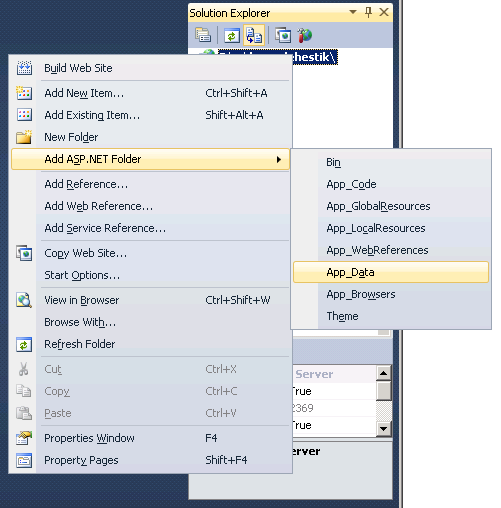 Solution Explorer
Build Web Site
Add New Item... Ctrl+Shift+A
Add Existing Item... Shift+Alt+A
New Folder
Add ASP.NET Folder
Add Reference...
Add Web Reference...
Add Service Reference...
Copy Web Site...
Start Options...
View in Browser Ctrl+Shift+W
Browse With...
Refresh Folder
Cut Ctrl+X
Copy Ctrl+C
Paste Ctrl+V
Properties Window F4
Property Pages Shift+F4
Bin
App_Code
App_GlobalResources
App_LocalResources
App_WebReferences
App_Data
App_Browsers
Theme
Server
True
2369
True